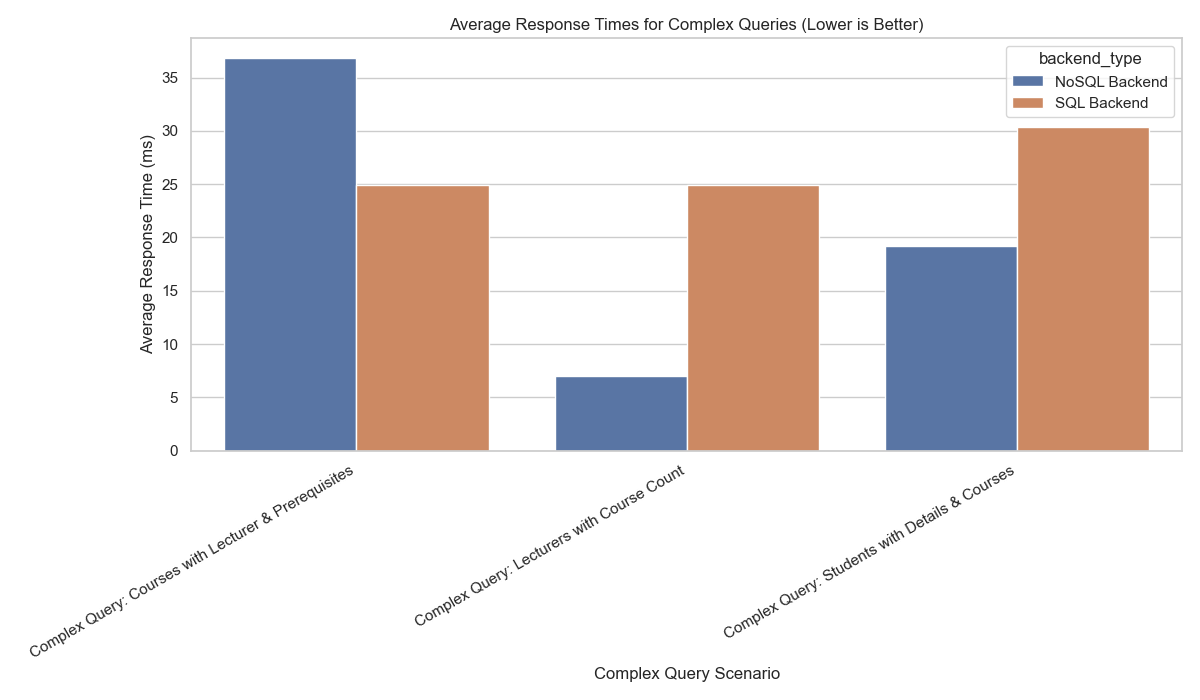 Average Response Times for Complex Queries (Lower is Better)
backend_type
NoSQL Backend
SQL Backend
Average Response Time (ms)
35
30
25
20
15
10
5
0
Complex Query: Courses with Lecturer & Prerequisites
Complex Query: Lecturers with Course Count
Complex Query: Students with Details & Courses
Complex Query Scenario